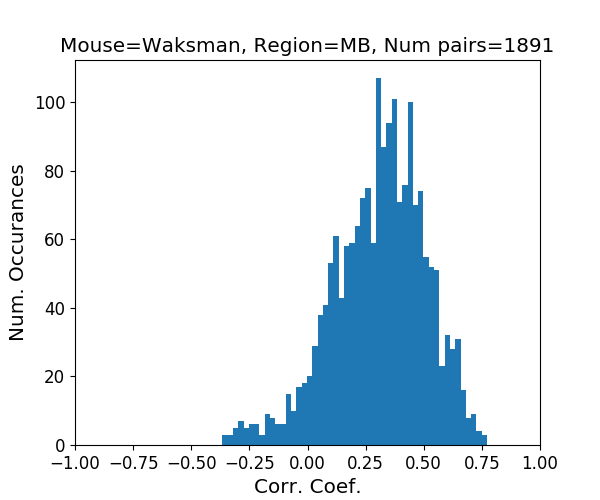 Mouse=Waksman, Region=MB, Num pairs=1891
Num. Occurances
100
80
60
40
20
0
−1.00 −0.75 −0.50 −0.25 0.00 0.25 0.50 0.75 1.00
Corr. Coef.